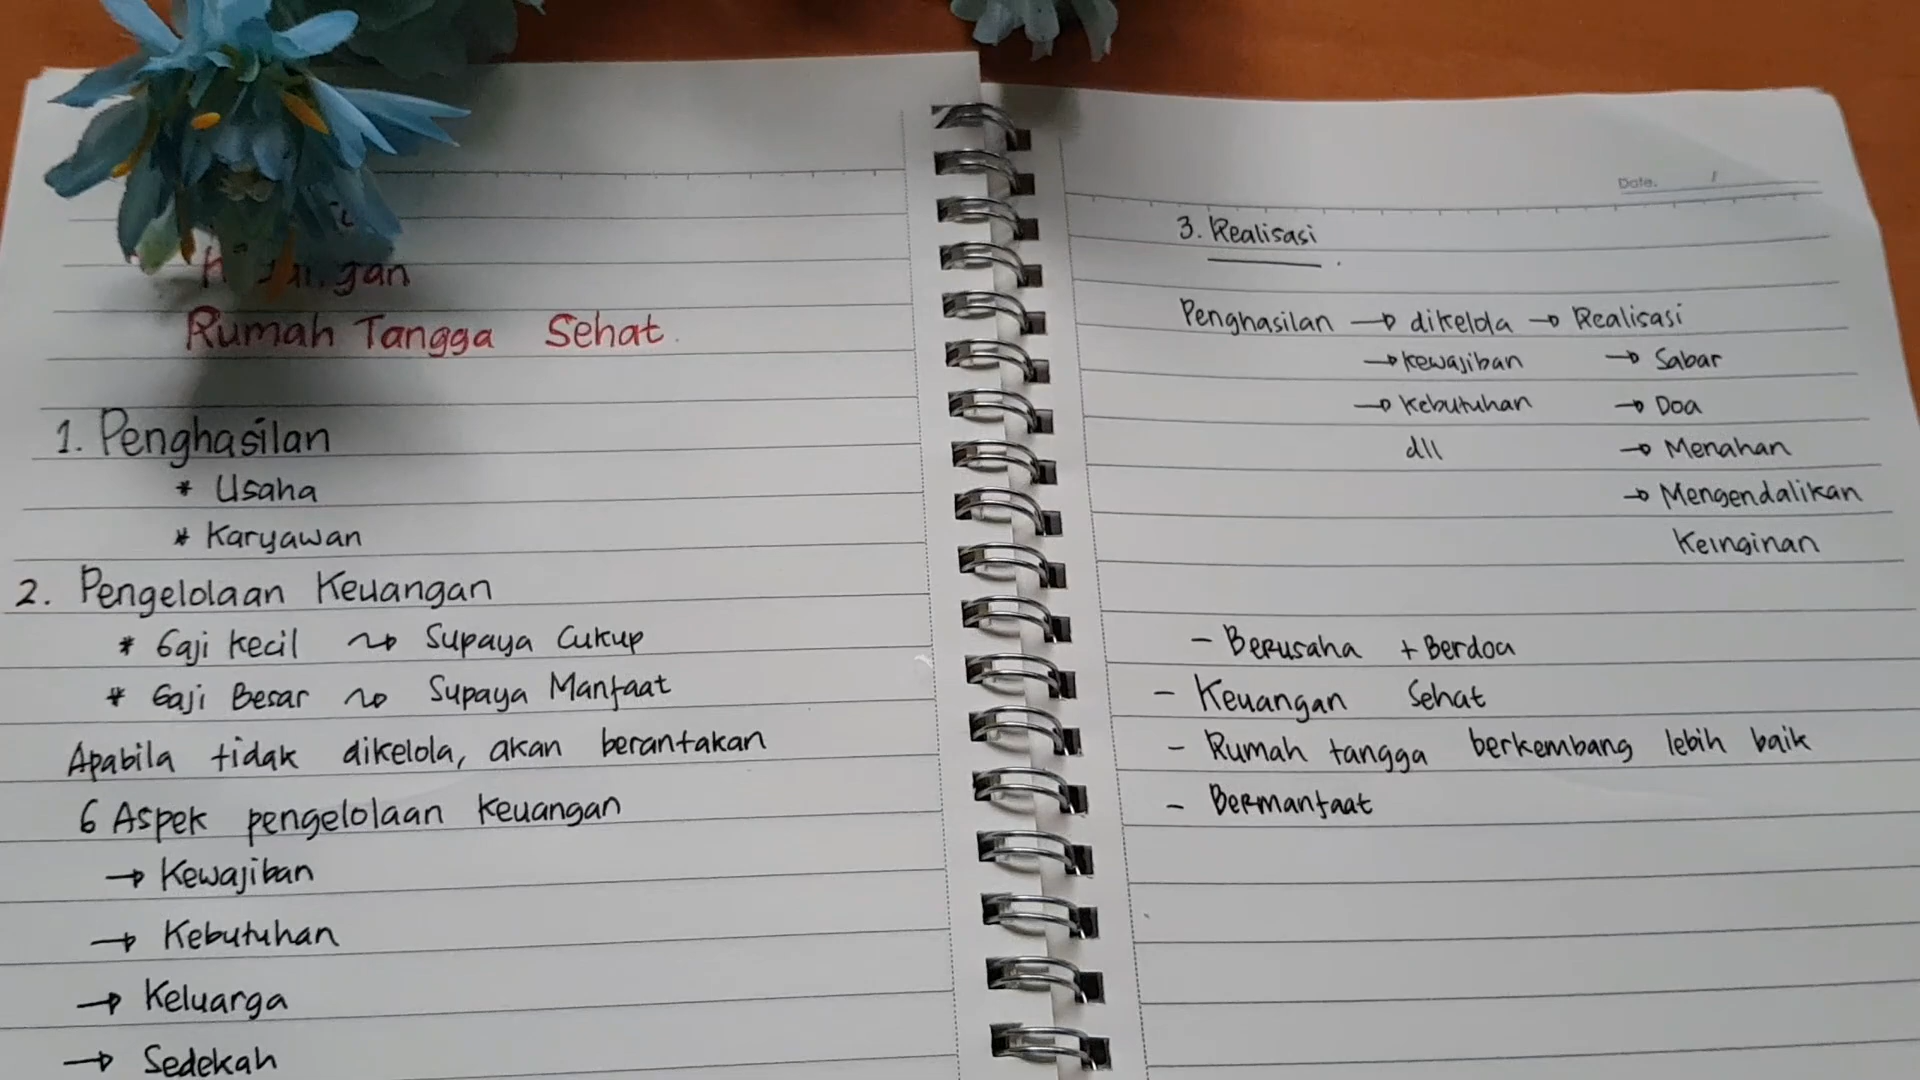 Rumah Tangga Sehat.
1. Penghasilan
* Usaha
* Karyawan
2. Pengelolaan Keuangan
* Gaji Kecil ~> Supaya Cukup
* Gaji Besar ~> Supaya Manfaat
Apabila tidak dikelola, akan berantakan
6 Aspek pengelolaan keuangan
→ Kewajiban
→ Kebutuhan
→ Keluarga
→ Sedekah
Date. /
3. Realisasi.
Penghasilan → dikelola → Realisasi
→ kewajiban → Sabar
→ Kebutuhan → Doa
dll → Menahan
→ Mengendalikan
Keinginan
- Berusaha + Berdoa
- Keuangan Sehat
- Rumah tangga berkembang lebih baik
- Bermanfaat